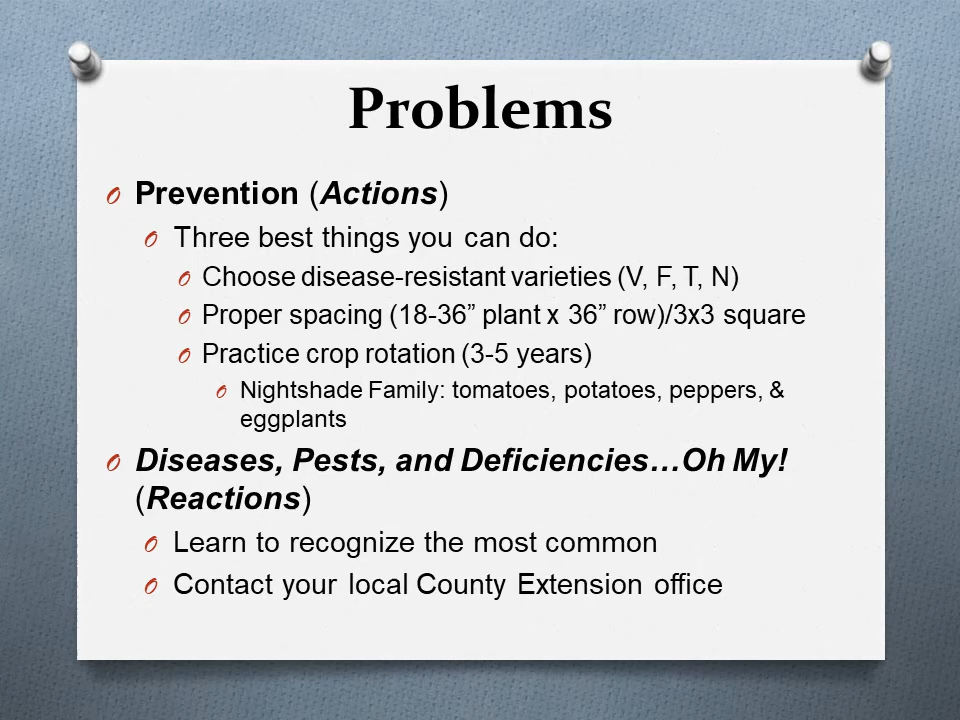 Problems
Prevention (Actions)
Three best things you can do:
Choose disease-resistant varieties (V, F, T, N)
Proper spacing (18-36” plant x 36” row)/3x3 square
Practice crop rotation (3-5 years)
Nightshade Family: tomatoes, potatoes, peppers, &
eggplants
Diseases, Pests, and Deficiencies…Oh My!
(Reactions)
Learn to recognize the most common
Contact your local County Extension office